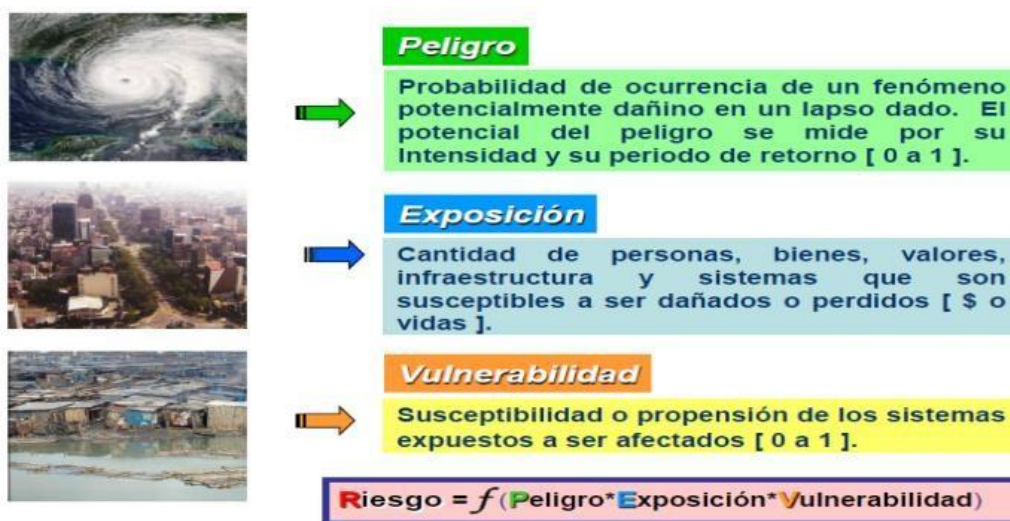 Peligro
Probabilidad de ocurrencia de un fenómeno
potencialmente dañino en un lapso dado. El
potencial del peligro se mide por su
Intensidad y su periodo de retorno [ 0 a 1 ].
Exposición
Cantidad de personas, bienes, valores,
infraestructura y sistemas que son
susceptibles a ser dañados o perdidos [ $ o
vidas ].
Vulnerabilidad
Susceptibilidad o propensión de los sistemas
expuestos a ser afectados [ 0 a 1 ].
Riesgo = f (Peligro*Exposición*Vulnerabilidad)